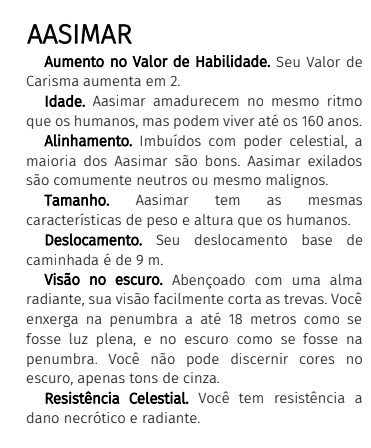 AASIMAR
Aumento no Valor de Habilidade. Seu Valor de
Carisma aumenta em 2.
Idade. Aasimar amadurecem no mesmo ritmo
que os humanos, mas podem viver até os 160 anos.
Alinhamento. Imbuídos com poder celestial, a
maioria dos Aasimar são bons. Aasimar exilados
são comumente neutros ou mesmo malignos.
Tamanho. Aasimar tem as mesmas
características de peso e altura que os humanos.
Deslocamento. Seu deslocamento base de
caminhada é de 9 m.
Visão no escuro. Abençoado com uma alma
radiante, sua visão facilmente corta as trevas. Você
enxerga na penumbra a até 18 metros como se
fosse luz plena, e no escuro como se fosse na
penumbra. Você não pode discernir cores no
escuro, apenas tons de cinza.
Resistência Celestial. Você tem resistência a
dano necrótico e radiante.